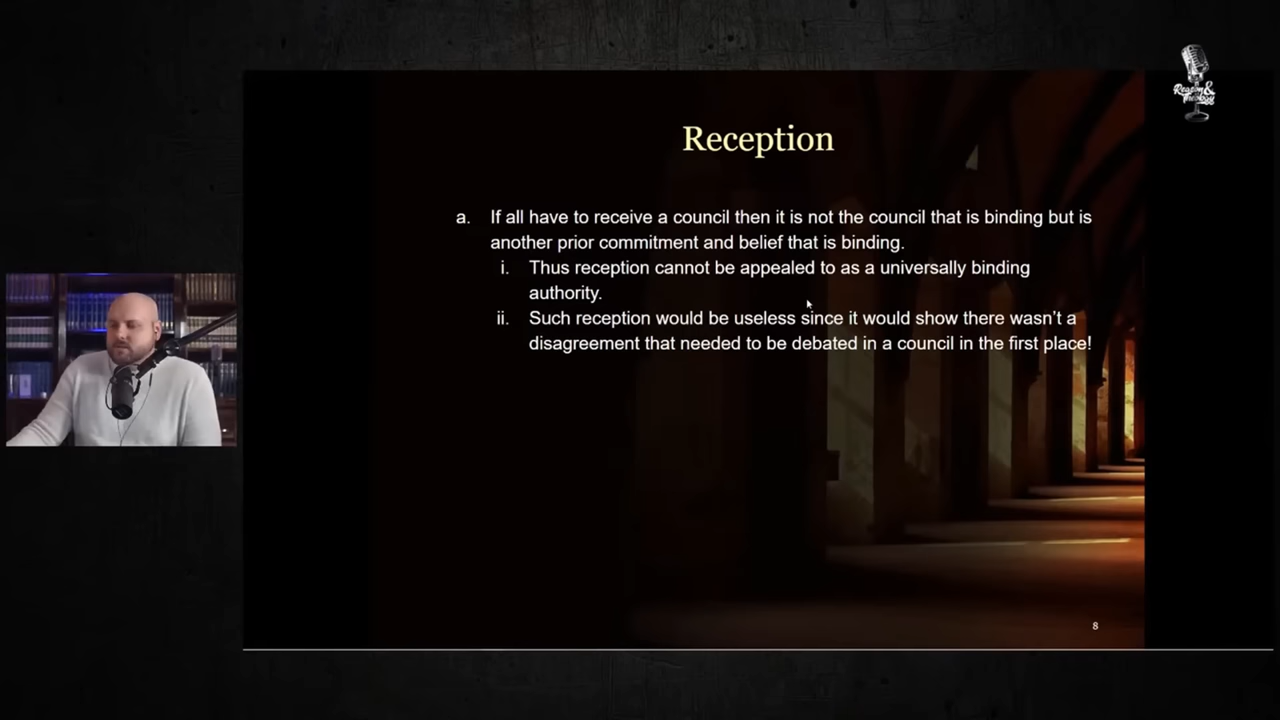 Reason &
Theology
Reception
a. If all have to receive a council then it is not the council that is binding but is
another prior commitment and belief that is binding.
i. Thus reception cannot be appealed to as a universally binding
authority.
ii. Such reception would be useless since it would show there wasn't a
disagreement that needed to be debated in a council in the first place!
8